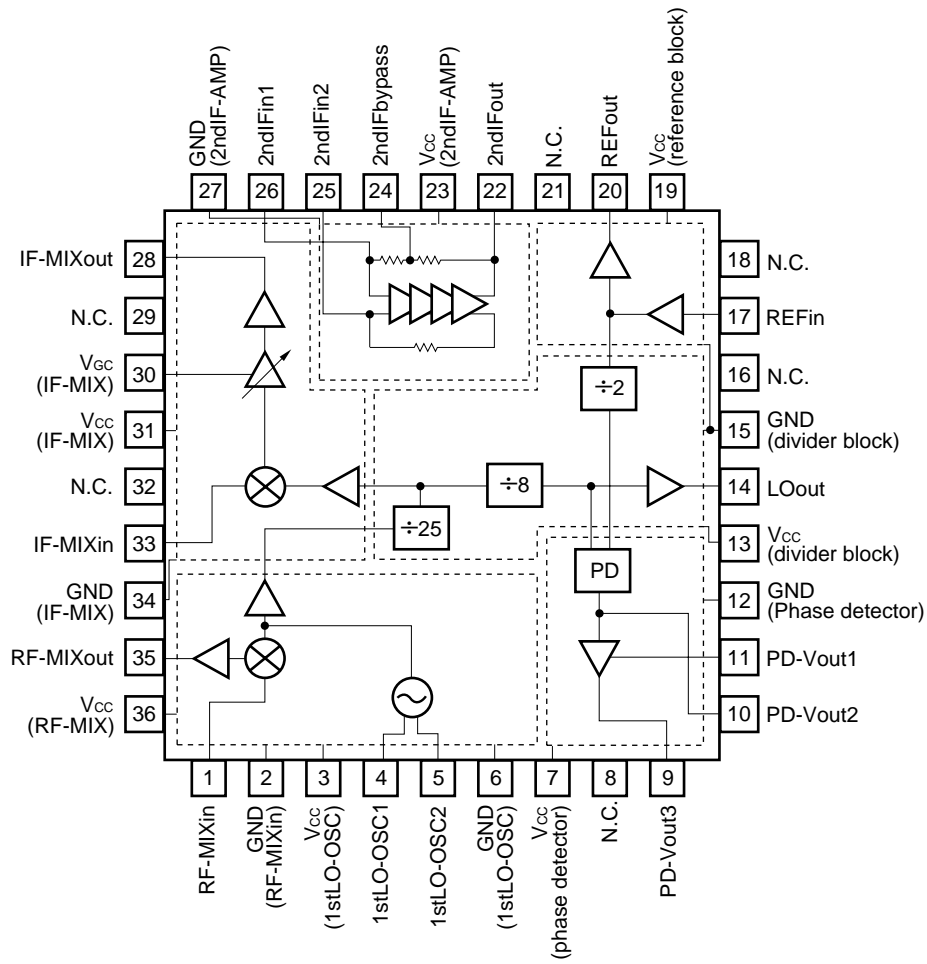 GND
(2ndIF-AMP)
2ndIFin1
2ndIFin2
2ndIFbypass
VCC
(2ndIF-AMP)
2ndIFout
N.C.
REFout
VCC
(reference block)
27
26
25
24
23
22
21
20
19
IF-MIXout
28
N.C.
29
VGC
(IF-MIX)
30
VCC
(IF-MIX)
31
N.C.
32
IF-MIXin
33
GND
(IF-MIX)
34
RF-MIXout
35
VCC
(RF-MIX)
36
÷2
÷8
÷25
PD
18
N.C.
17
REFin
16
N.C.
15
GND
(divider block)
14
LOout
13
VCC
(divider block)
12
GND
(Phase detector)
11
PD-Vout1
10
PD-Vout2
1
2
3
4
5
6
7
8
9
RF-MIXin
GND
(RF-MIXin)
VCC
(1stLO-OSC)
1stLO-OSC1
1stLO-OSC2
GND
(1stLO-OSC)
VCC
(phase detector)
N.C.
PD-Vout3